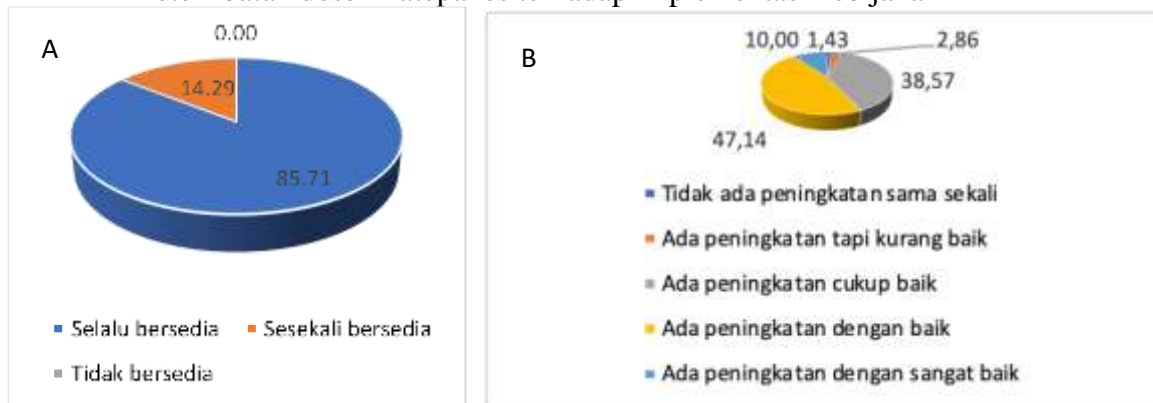 A
0.00
14.29
85.71
Selalu bersedia
Sesekali bersedia
Tidak bersedia
B
10,00 1,43 2,86
38,57
47,14
Tidak ada peningkatan sama sekali
Ada peningkatan tapi kurang baik
Ada peningkatan cukup baik
Ada peningkatan dengan baik
Ada peningkatan dengan sangat baik